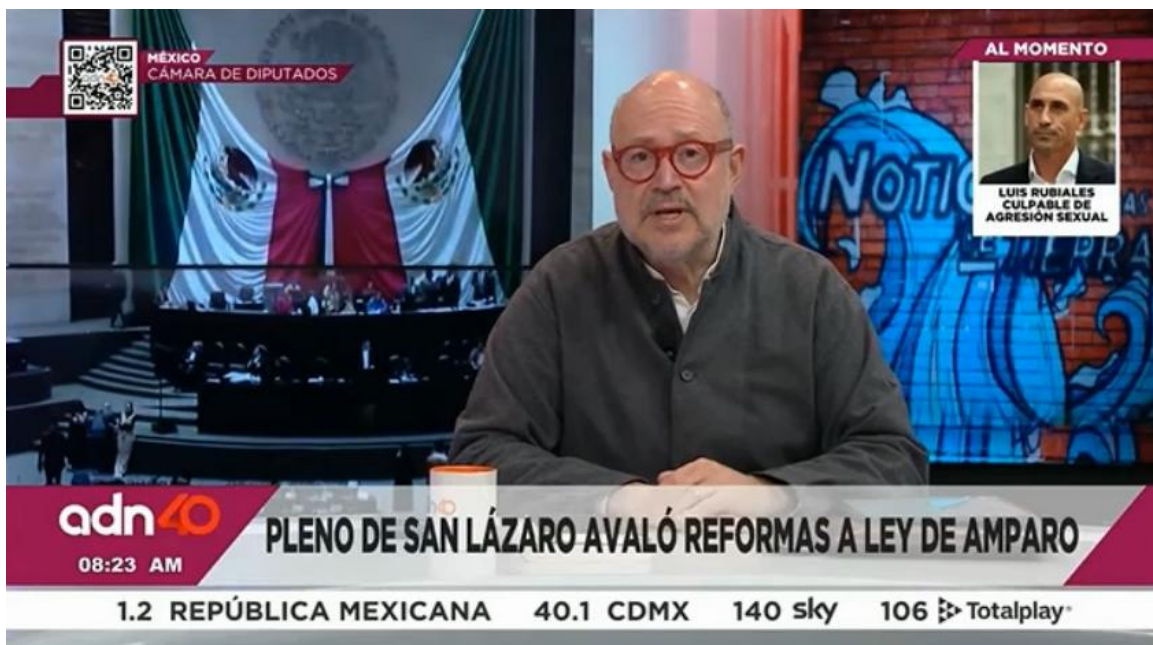 MÉXICO
CÁMARA DE DIPUTADOS
AL MOMENTO
LUIS RUBIALES
CULPABLE DE
AGRESIÓN SEXUAL
adn40
08:23 AM
PLENO DE SAN LÁZARO AVALÓ REFORMAS A LEY DE AMPARO
1.2 REPÚBLICA MEXICANA 40.1 CDMX 140 sky 106 Totalplay